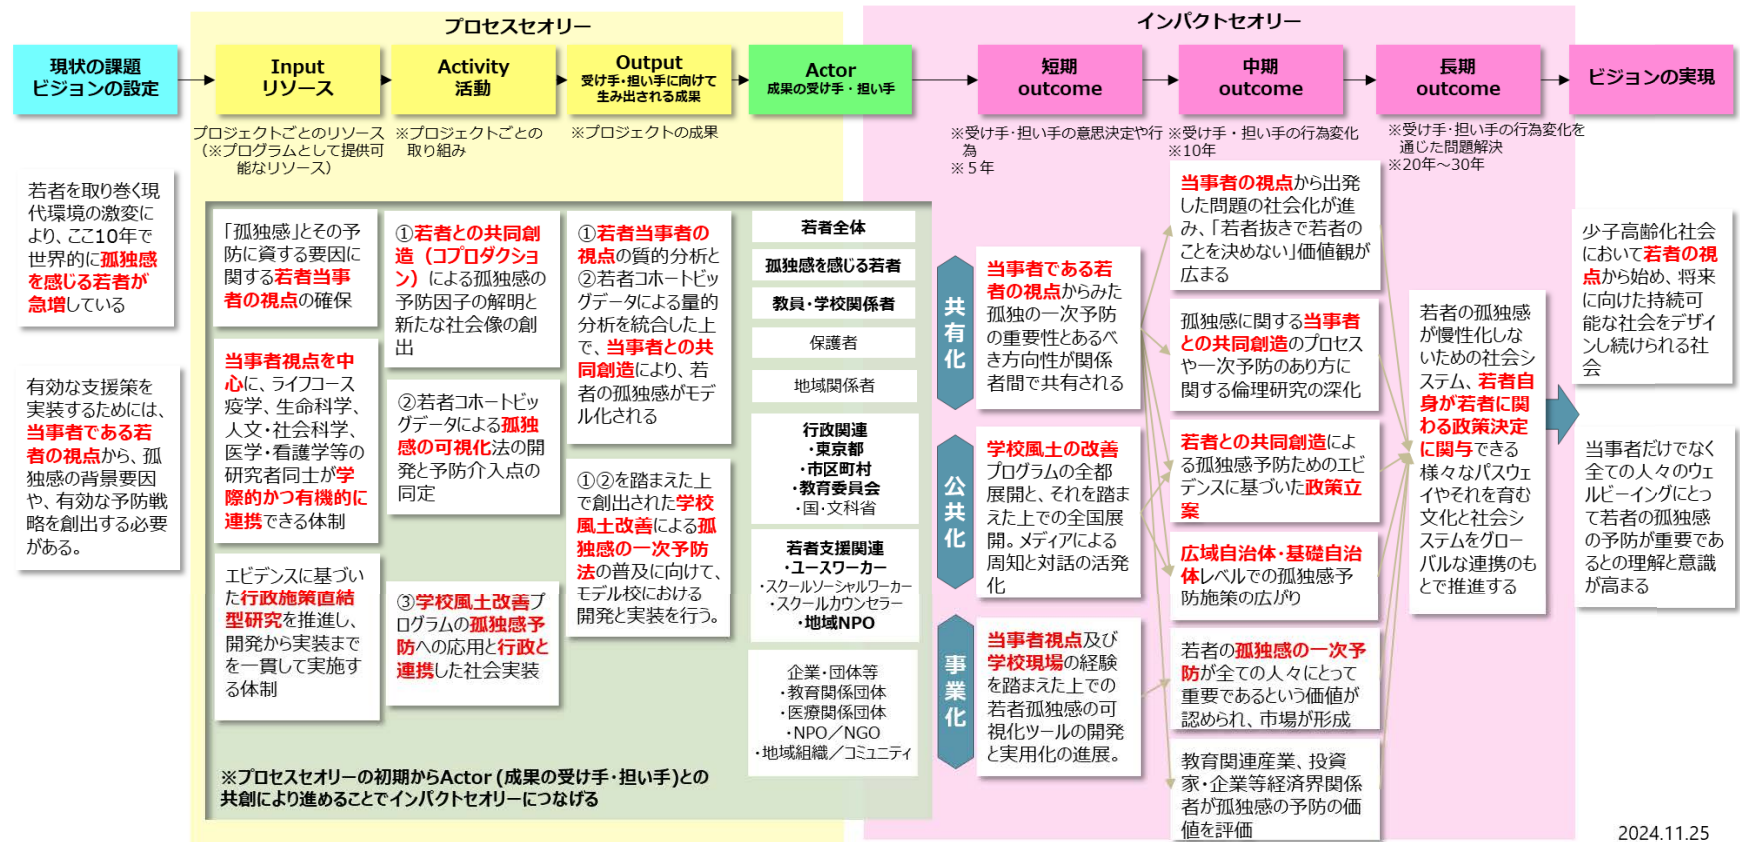 プロセスセオリー
インパクトセオリー
現状の課題
ビジョンの設定
Input
リソース
Activity
活動
Output
受け手・担い手に向けて
生み出される成果
Actor
成果の受け手・担い手
短期
outcome
中期
outcome
長期
outcome
ビジョンの実現
プロジェクトごとのリソース
（※プログラムとして提供可
能なリソース）
※プロジェクトごとの
取り組み
※プロジェクトの成果
※受け手・担い手の意思決定や行
為
※５年
※受け手・担い手の行為変化
※10年
※受け手・担い手の行為変化を
通じた問題解決
※20年～30年
若者を取り巻く現
代環境の激変に
より、ここ10年で
世界的に孤独感
を感じる若者が
急増している
有効な支援策を
実装するためには、
当事者である若
者の視点から、孤
独感の背景要因
や、有効な予防戦
略を創出する必要
がある。
「孤独感」とその予
防に資する要因に
関する若者当事
者の視点の確保
当事者視点を中
心に、ライフコース
疫学、生命科学、
人文・社会科学、
医学・看護学等の
研究者同士が学
際的かつ有機的に
連携できる体制
エビデンスに基づい
た行政施策直結
型研究を推進し、
開発から実装まで
を一貫して実施す
る体制
①若者との共同創
造（コプロダクショ
ン）による孤独感の
予防因子の解明と
新たな社会像の創
出
②若者コホートビッ
グデータによる孤独
感の可視化法の開
発と予防介入点の
同定
③学校風土改善プ
ログラムの孤独感予
防への応用と行政と
連携した社会実装
①若者当事者の
視点の質的分析と
②若者コホートビッ
グデータによる量的
分析を統合した上
で、当事者との共
同創造により、若
者の孤独感がモデ
ル化される
①②を踏まえた上
で創出された学校
風土改善による孤
独感の一次予防
法の普及に向けて、
モデル校における
開発と実装を行う。
若者全体
孤独感を感じる若者
教員・学校関係者
保護者
地域関係者
行政関連
・東京都
・市区町村
・教育委員会
・国・文科省
若者支援関連
・ユースワーカー
・スクールソーシャルワーカー
・スクールカウンセラー
・地域NPO
企業・団体等
・教育関係団体
・医療関係団体
・NPO／NGO
・地域組織／コミュニティ
※プロセスセオリーの初期からActor (成果の受け手・担い手)との
共創により進めることでインパクトセオリーにつなげる
共有化
公共化
事業化
当事者である若
者の視点からみた
孤独の一次予防
の重要性とあるべ
き方向性が関係
者間で共有される
学校風土の改善
プログラムの全都
展開と、それを踏ま
えた上での全国展
開。メディアによる
周知と対話の活発
化
当事者視点及び
学校現場の経験
を踏まえた上での
若者孤独感の可
視化ツールの開発
と実用化の進展。
当事者の視点から出発
した問題の社会化が進
み、「若者抜きで若者の
ことを決めない」価値観が
広まる
孤独感に関する当事者
との共同創造のプロセス
や一次予防のあり方に
関する倫理研究の深化
若者との共同創造によ
る孤独感予防ためのエビ
デンスに基づいた政策立
案
広域自治体・基礎自治
体レベルでの孤独感予
防施策の広がり
若者の孤独感の一次予
防が全ての人々にとって
重要であるという価値が
認められ、市場が形成
教育関連産業、投資
家・企業等経済界関係
者が孤独感の予防の価
値を評価
若者の孤独感
が慢性化しな
いための社会シ
ステム、若者自
身が若者に関
わる政策決定
に関与できる
様々なパスウェ
イやそれを育む
文化と社会シ
ステムをグロー
バルな連携のも
とで推進する
少子高齢化社会
において若者の視
点から始め、将来
に向けた持続可
能な社会をデザイ
ンし続けられる社
会
当事者だけでなく
全ての人々のウェ
ルビーイングにとっ
て若者の孤独感
の予防が重要であ
るとの理解と意識
が高まる
2024.11.25